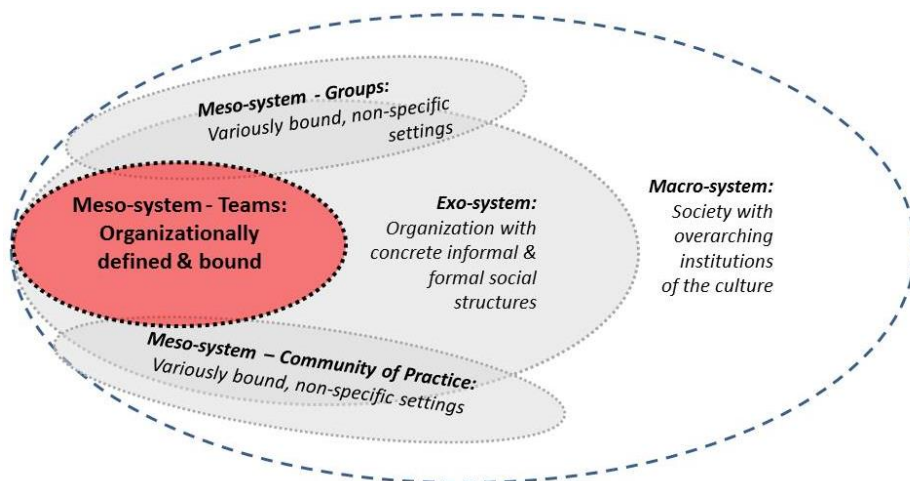 Meso-system - Groups:
Variously bound, non-specific
settings
Meso-system - Teams:
Organizationally
defined & bound
Exo-system:
Organization with
concrete informal &
formal social
structures
Macro-system:
Society with
overarching
institutions
of the culture
Meso-system – Community of Practice:
Variously bound, non-specific settings